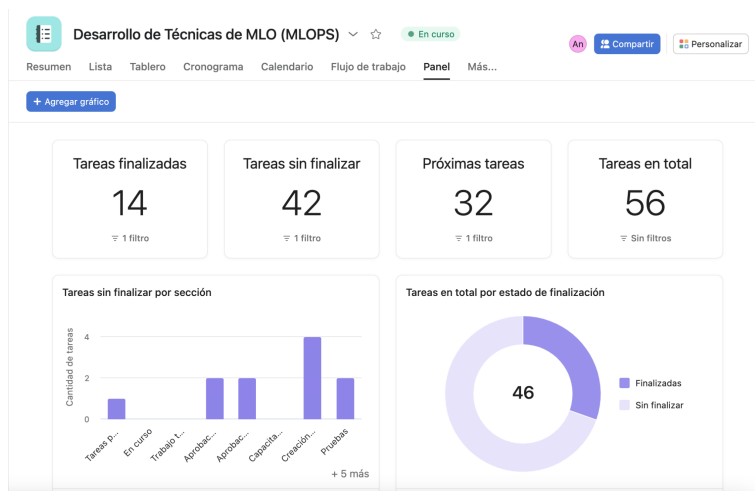 Desarrollo de Técnicas de MLO (MLOPS)
En curso
An
Compartir
Personalizar
Resumen Lista Tablero Cronograma Calendario Flujo de trabajo Panel Más...
+ Agregar gráfico
Tareas finalizadas
14
1 filtro
Tareas sin finalizar
42
1 filtro
Próximas tareas
32
1 filtro
Tareas en total
56
Sin filtros
Tareas sin finalizar por sección
Cantidad de tareas
4
2
0
Tareas p...
En curso
Trabajo t...
Aprobac...
Aprobac...
Capacita...
Creación...
Pruebas
+ 5 más
Tareas en total por estado de finalización
46
Finalizadas
Sin finalizar